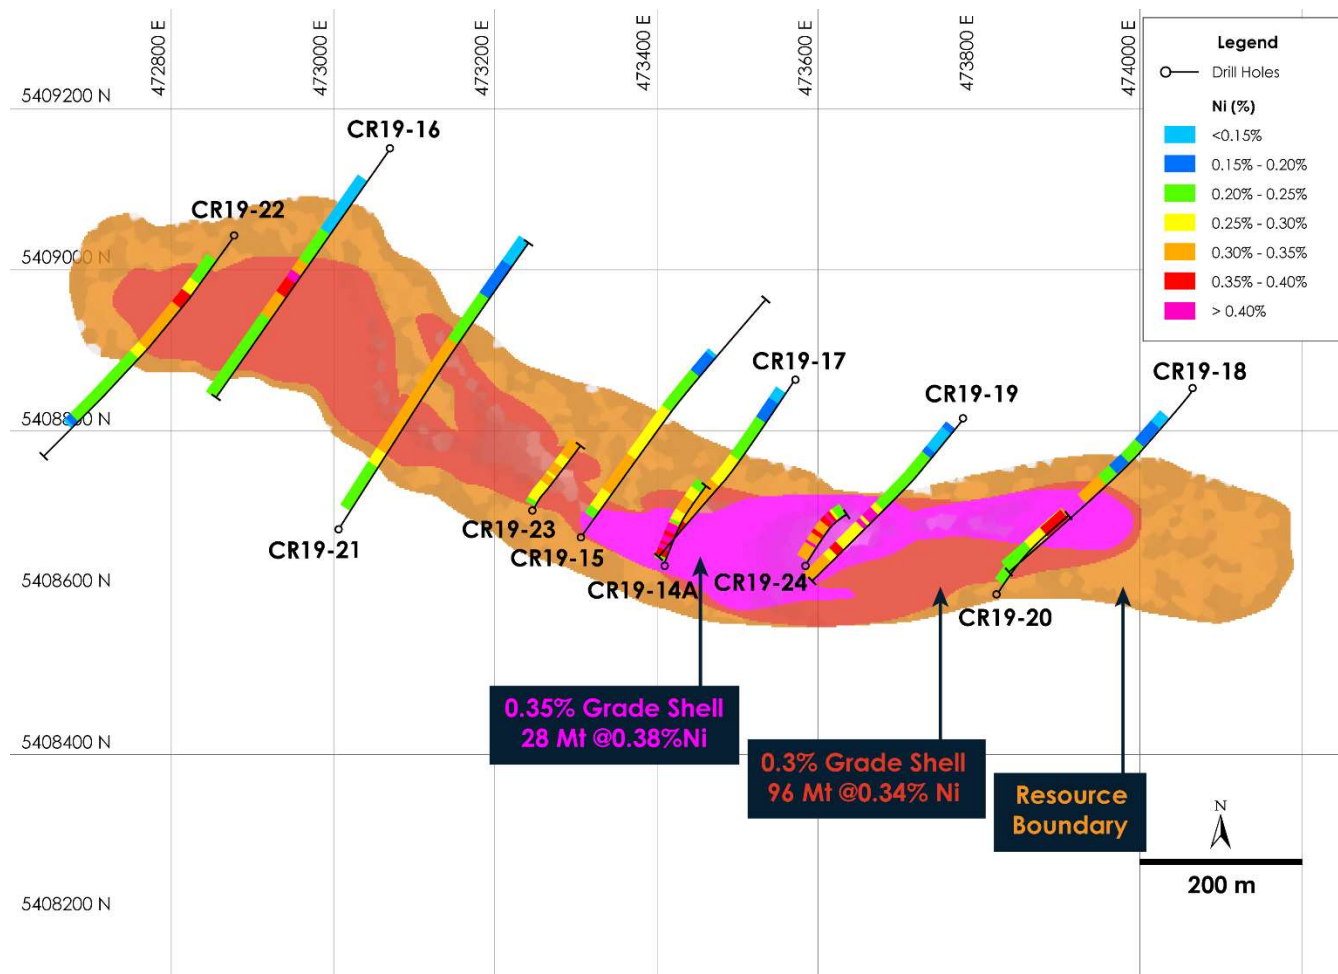 472800 E
473000 E
473200 E
473400 E
473600 E
473800 E
474000 E
Legend
Drill Holes
Ni (%)
<0.15%
0.15% - 0.20%
0.20% - 0.25%
0.25% - 0.30%
0.30% - 0.35%
0.35% - 0.40%
> 0.40%
5409200 N
CR19-16
CR19-22
5409000 N
CR19-17
CR19-18
CR19-19
5408800 N
CR19-23
CR19-21
CR19-15
CR19-14A
CR19-24
5408600 N
CR19-20
0.35% Grade Shell
28 Mt @0.38%Ni
0.3% Grade Shell
96 Mt @0.34% Ni
Resource
Boundary
5408400 N
N
200 m
5408200 N